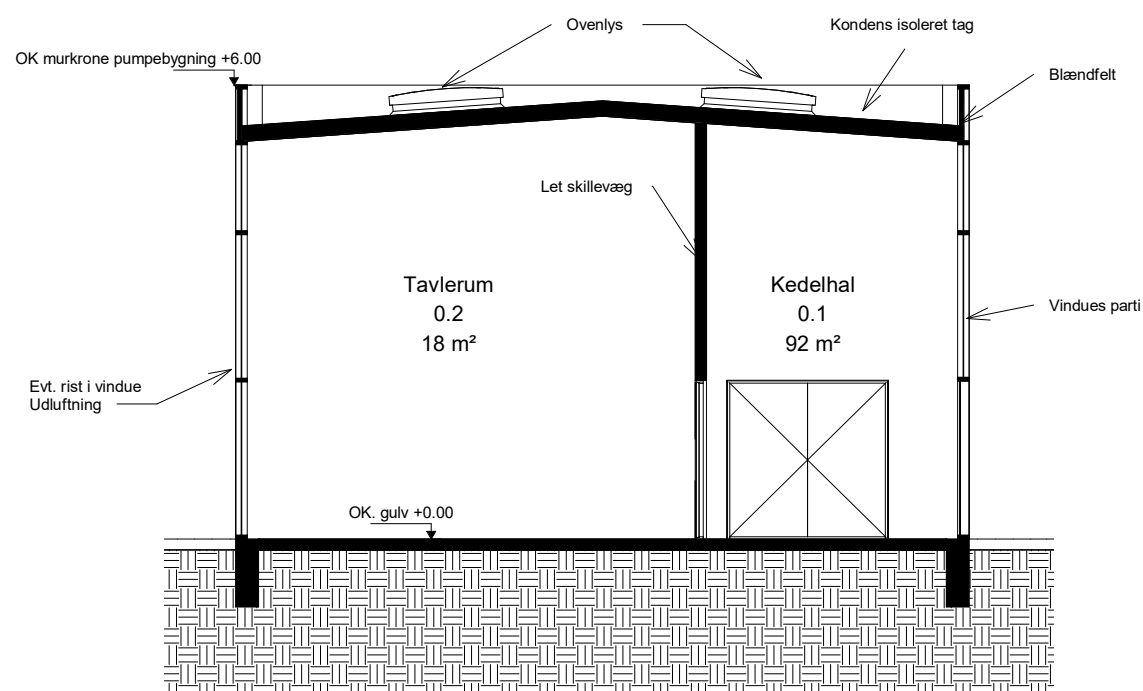 Ovenlys
Kondens isoleret tag
OK murkrone pumpebygning +6.00
Blændfelt
Let skillevæg
Tavlerum
0.2
18 m²
Kedelhal
0.1
92 m²
Vindues parti
Evt. rist i vindue
Udluftning
OK. gulv +0.00